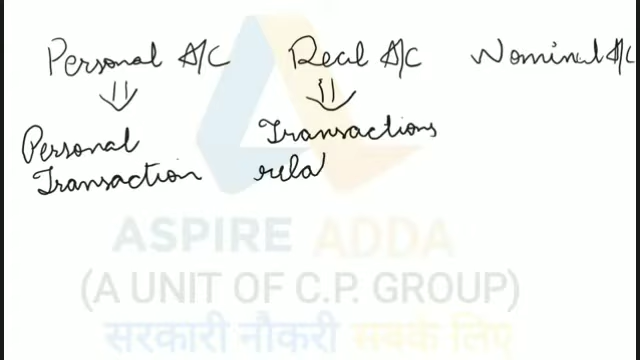 Personal A/C Real A/C Nominal A/C
Personal Transactions
Transaction rela
ASPIRE ADDA
(A UNIT OF C.P. GROUP)
सरकारी नौकरी सबके लिए